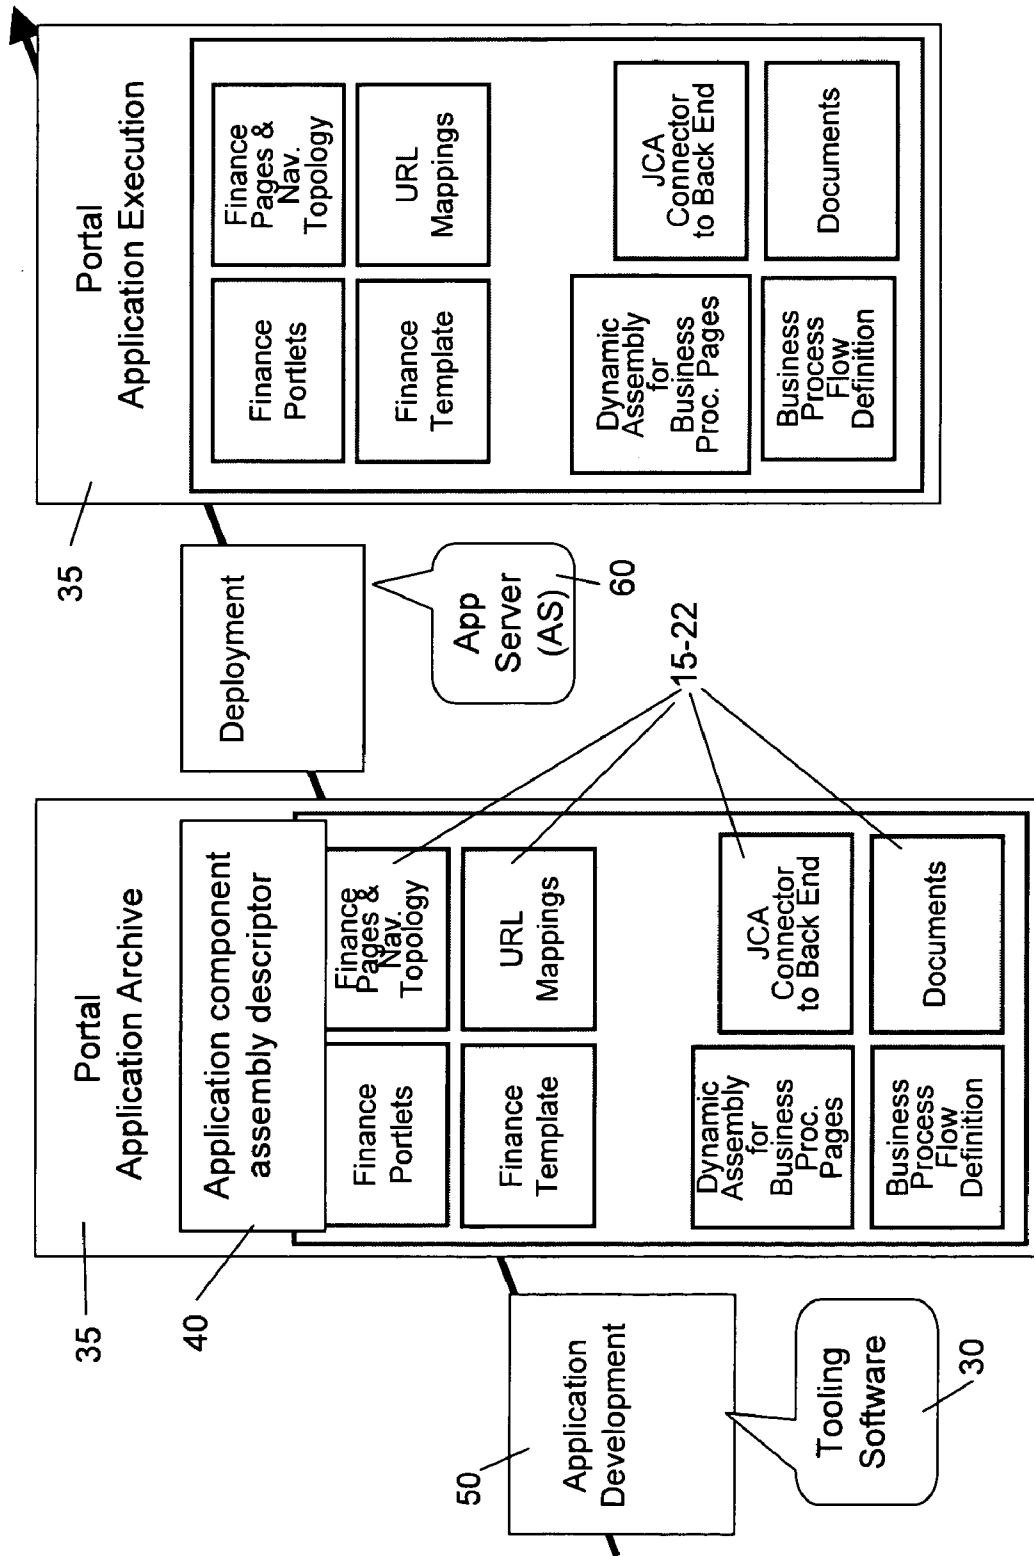 35
Portal
Application Archive
40
Application component
assembly descriptor
Finance
Portlets
Finance
Pages &
Nav.
Topology
Finance
Template
URL
Mappings
Dynamic
Assembly
for
Business
Proc.
Pages
JCA
Connector
to Back End
Business
Process
Flow
Definition
Documents
50
Application
Development
Tooling
Software
30
15-22
Deployment
App
Server
(AS)
60
35
Portal
Application Execution
Finance
Portlets
Finance
Pages &
Nav.
Topology
Finance
Template
URL
Mappings
Dynamic
Assembly
for
Business
Proc. Pages
JCA
Connector
to Back End
Business
Process
Flow
Definition
Documents